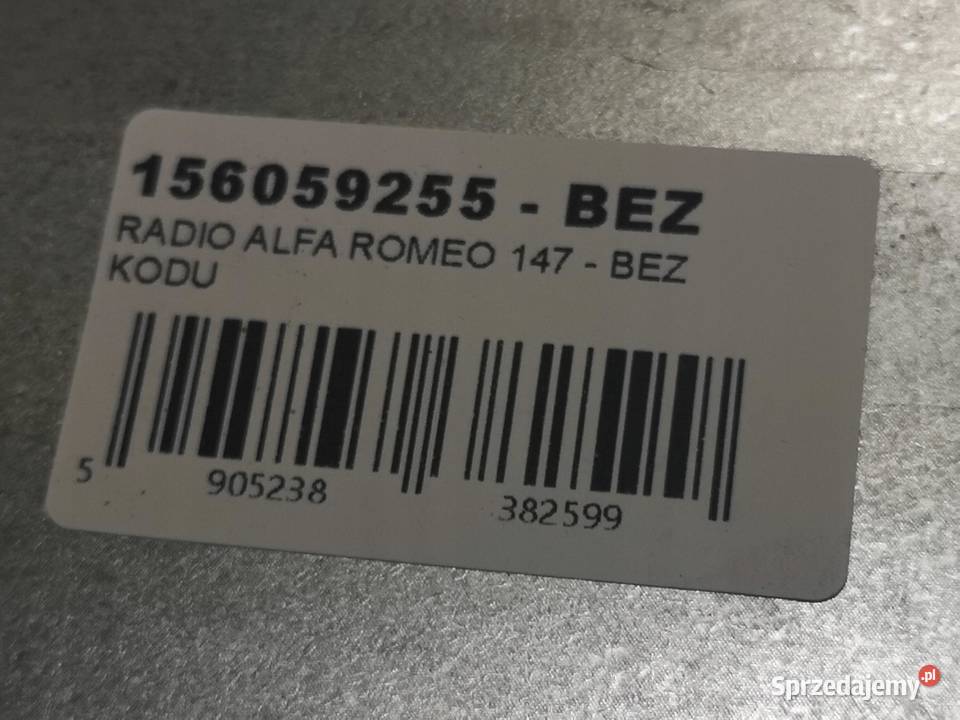 156059255 - BEZ
RADIO ALFA ROMEO 147 - BEZ
KODU
5 905238 382599
Sprzedajemy.pl